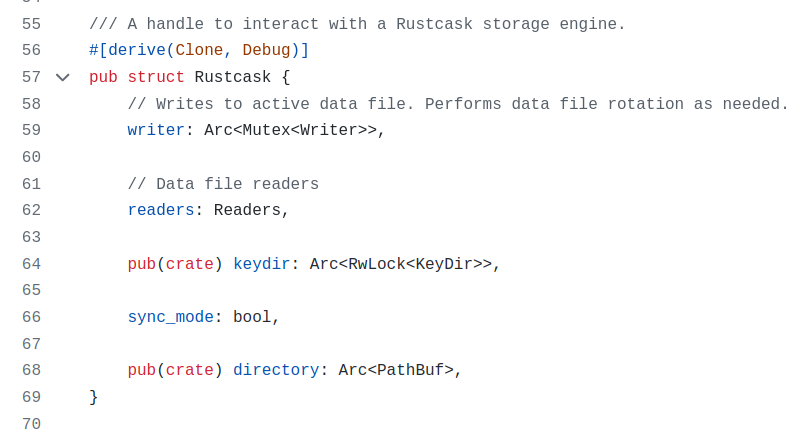 55 /// A handle to interact with a Rustcask storage engine.
56 #[derive(Clone, Debug)]
57 pub struct Rustcask {
58     // Writes to active data file. Performs data file rotation as needed.
59     writer: Arc<Mutex<Writer>>,
60
61     // Data file readers
62     readers: Readers,
63
64     pub(crate) keydir: Arc<RwLock<KeyDir>>,
65
66     sync_mode: bool,
67
68     pub(crate) directory: Arc<PathBuf>,
69 }
70